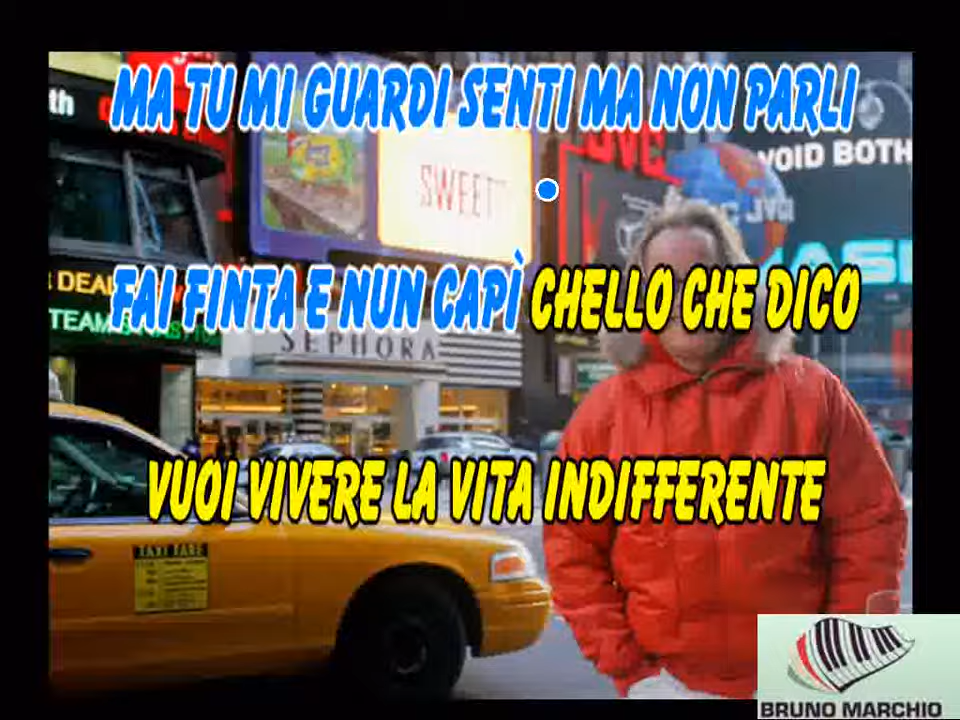 MA TU MI GUARDI SENTI MA NON PARLI
th
VOID BOTH
SWEET
FAI FINTA E NUN CAPÌ CHELLO CHE DICO
DEAL
TEAM
SEPHORA
VUOI VIVERE LA VITA INDIFFERENTE
TAXI FARE
BRUNO MARCHIO